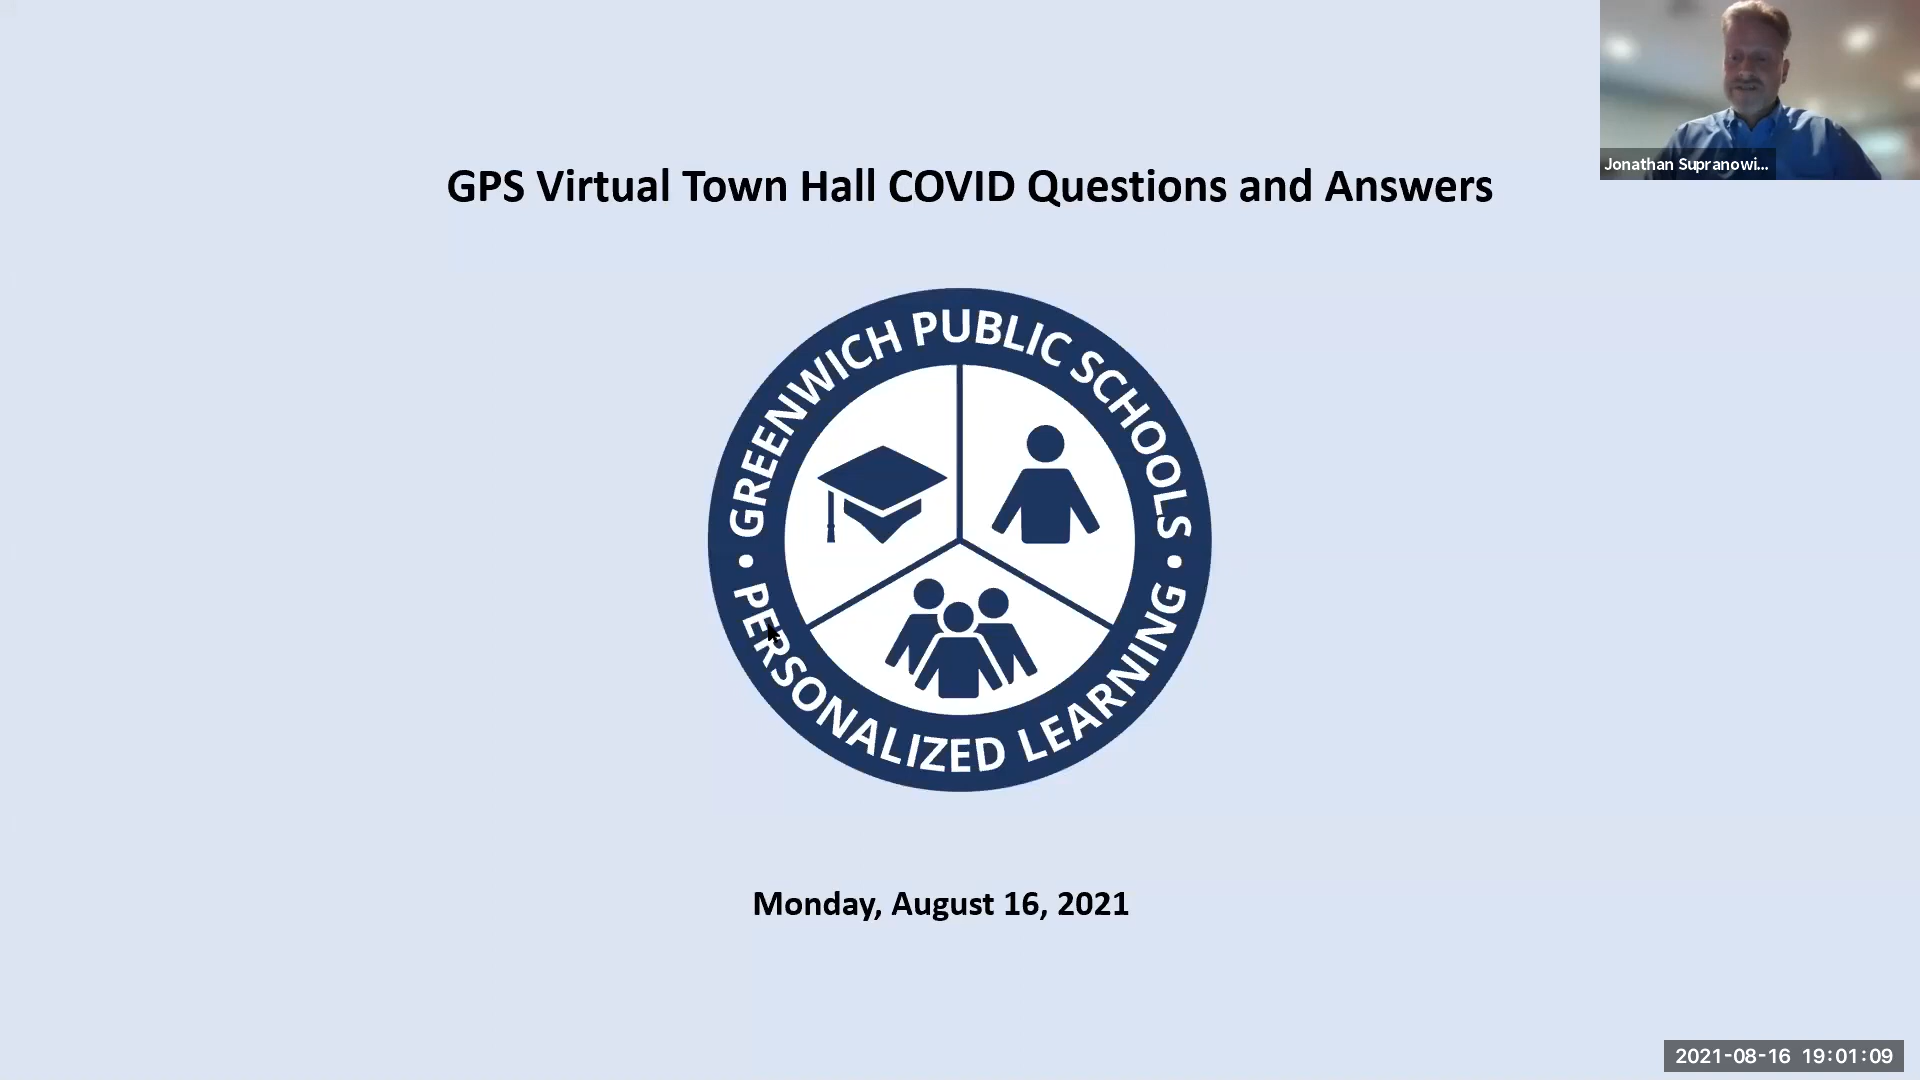 Jonathan Supranowi...
GPS Virtual Town Hall COVID Questions and Answers
GREENWICH PUBLIC SCHOOLS
• PERSONALIZED LEARNING •
Monday, August 16, 2021
2021-08-16 19:01:09